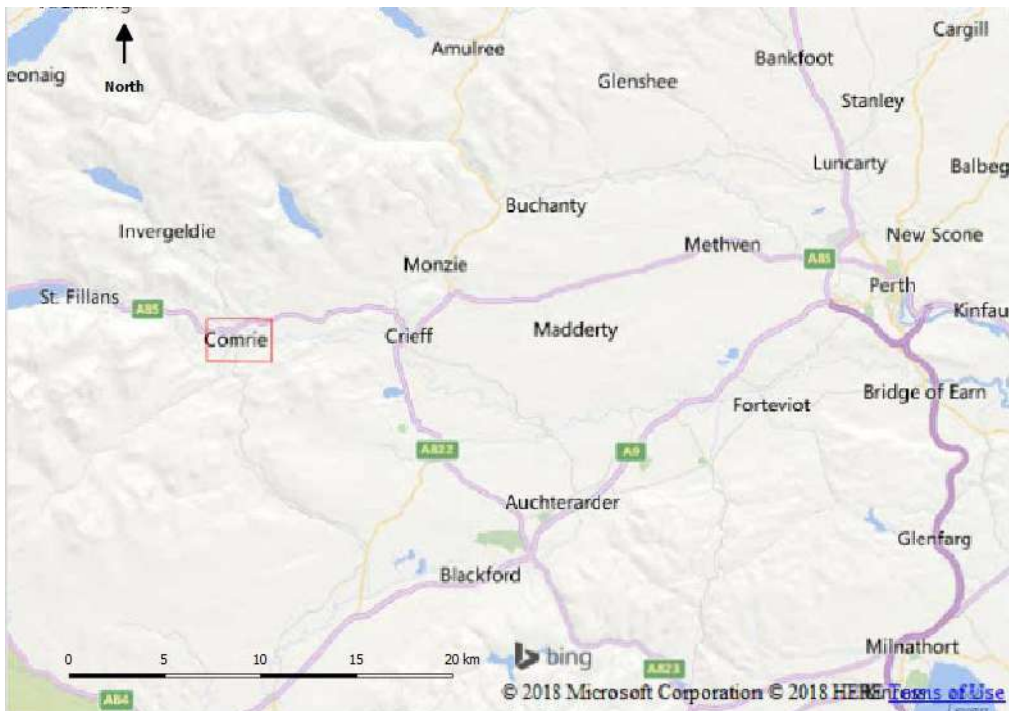 Amulree
Cargill
Bankfoot
eonaig
North
Glenshee
Stanley
Luncarty
Balbeg
Buchanty
Invergeldie
New Scone
Methven
Monzie
A85
Perth
St. Fillans
A85
Kinfau
Madderty
Comrie
Crieff
Bridge of Earn
Forteviot
A822
A9
Auchterarder
Glenfarg
Blackford
Milnathort
0 5 10 15 20 km
bing
A823
A84
© 2018 Microsoft Corporation © 2018 HERE Terms of Use